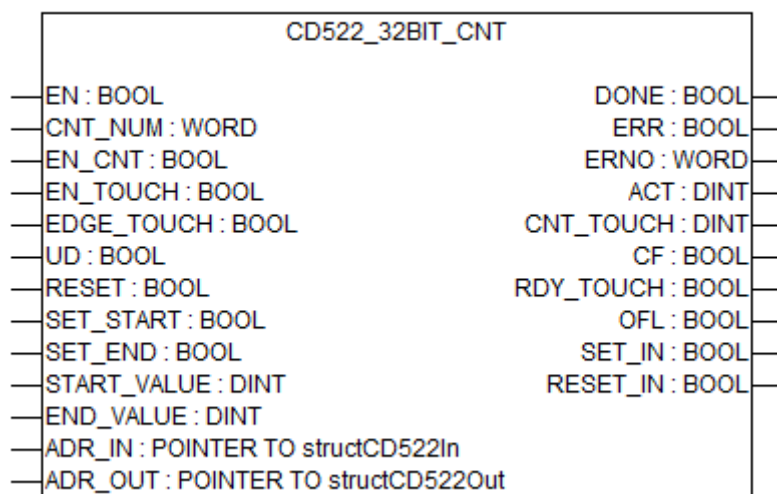 CD522_32BIT_CNT
EN : BOOL DONE : BOOL
CNT_NUM : WORD ERR : BOOL
EN_CNT : BOOL ERNO : WORD
EN_TOUCH : BOOL ACT : DINT
EDGE_TOUCH : BOOL CNT_TOUCH : DINT
UD : BOOL CF : BOOL
RESET : BOOL RDY_TOUCH : BOOL
SET_START : BOOL OFL : BOOL
SET_END : BOOL SET_IN : BOOL
START_VALUE : DINT RESET_IN : BOOL
END_VALUE : DINT
ADR_IN : POINTER TO structCD522In
ADR_OUT : POINTER TO structCD522Out